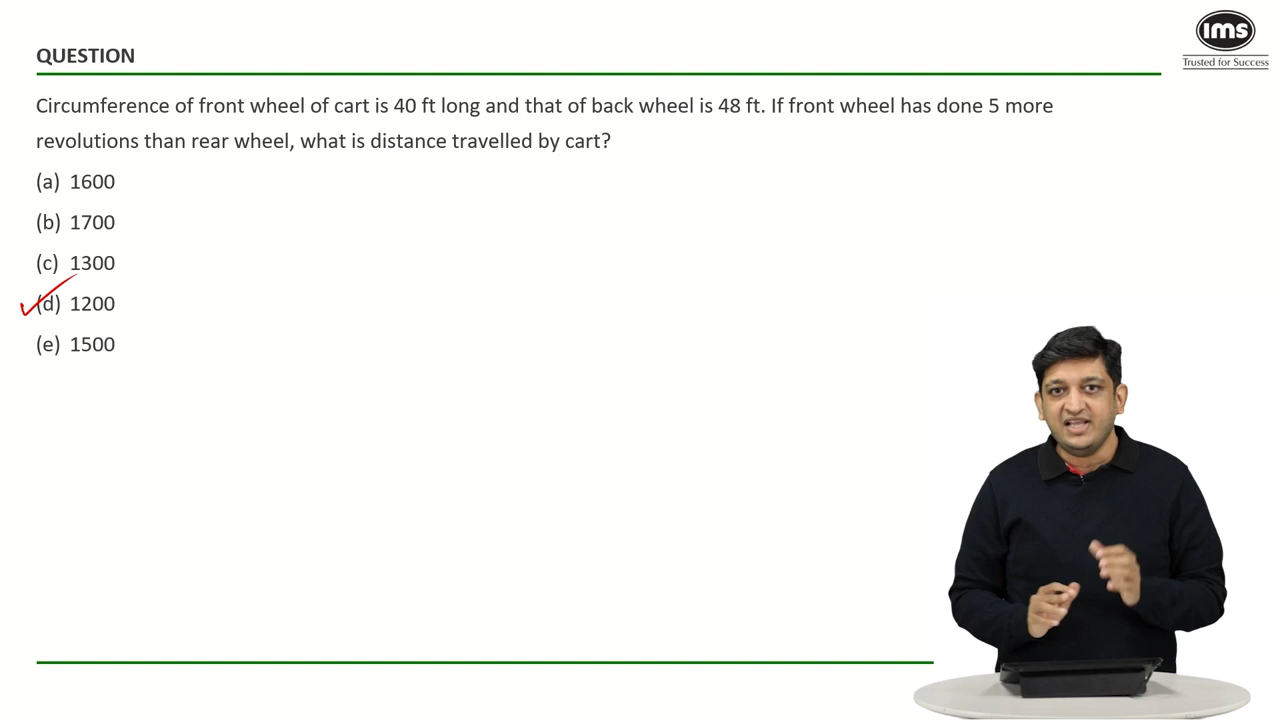 QUESTION
ims
Trusted for Success
Circumference of front wheel of cart is 40 ft long and that of back wheel is 48 ft. If front wheel has done 5 more
revolutions than rear wheel, what is distance travelled by cart?
(a) 1600
(b) 1700
(c) 1300
(d) 1200
(e) 1500